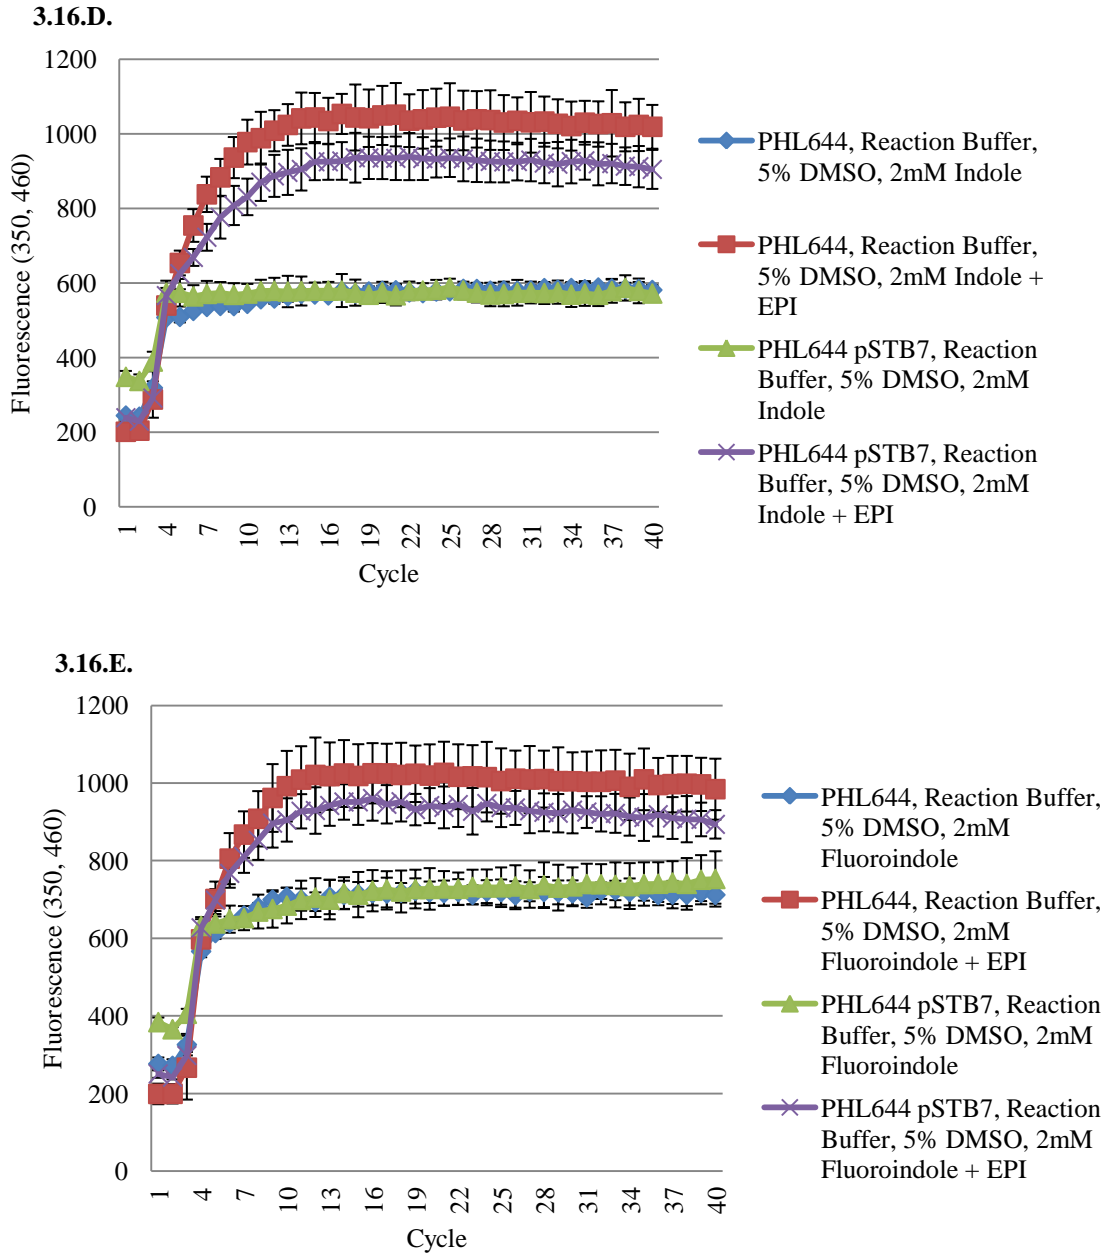 3.16.D.
1200
1000
800
600
400
200
0
Fluorescence (350, 460)
1 4 7 10 13 16 19 22 25 28 31 34 37 40
Cycle
PHL644, Reaction Buffer,
5% DMSO, 2mM Indole
PHL644, Reaction Buffer,
5% DMSO, 2mM Indole +
EPI
PHL644 pSTB7, Reaction
Buffer, 5% DMSO, 2mM
Indole
PHL644 pSTB7, Reaction
Buffer, 5% DMSO, 2mM
Indole + EPI
3.16.E.
1200
1000
800
600
400
200
0
Fluorescence (350, 460)
1 4 7 10 13 16 19 22 25 28 31 34 37 40
Cycle
PHL644, Reaction Buffer,
5% DMSO, 2mM
Fluoroindole
PHL644, Reaction Buffer,
5% DMSO, 2mM
Fluoroindole + EPI
PHL644 pSTB7, Reaction
Buffer, 5% DMSO, 2mM
Fluoroindole
PHL644 pSTB7, Reaction
Buffer, 5% DMSO, 2mM
Fluoroindole + EPI